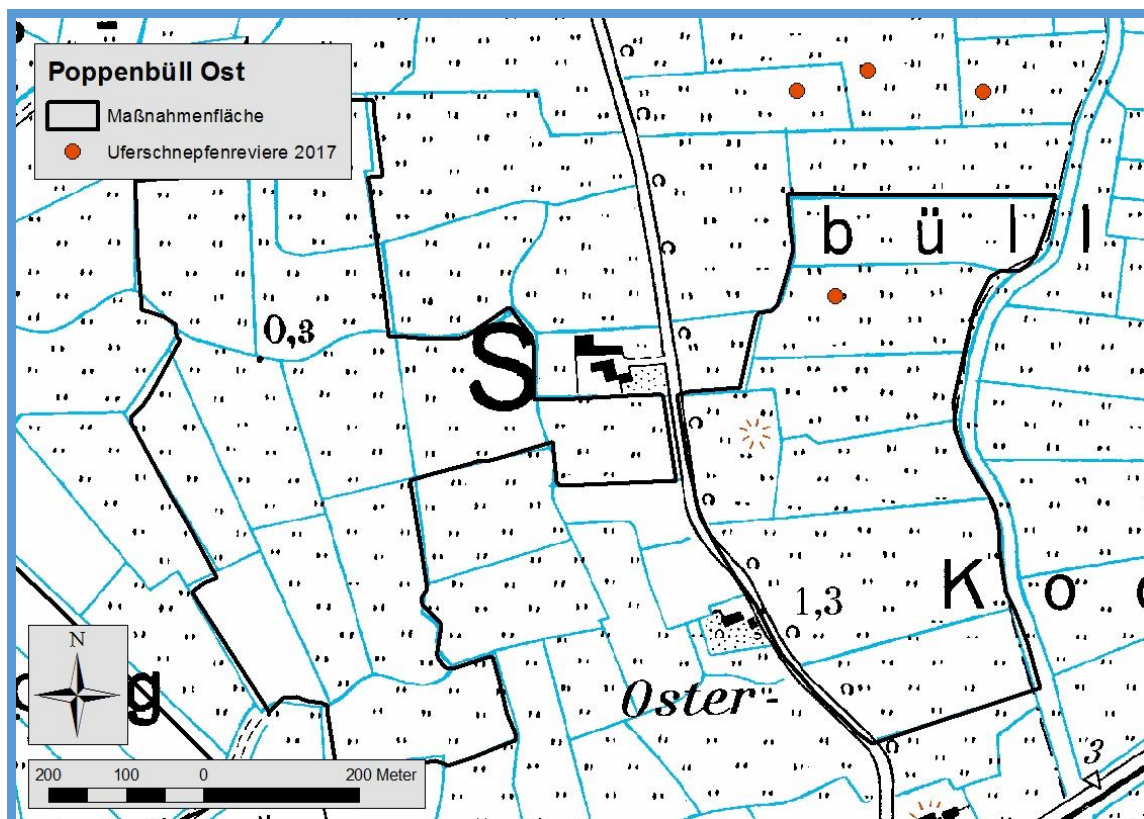 Poppenbüll Ost
Maßnahmenfläche
Uferschnepfenreviere 2017
b ü l l
0,3
S
K o
1,3
N
g
Oster-
3
200 100 0 200 Meter